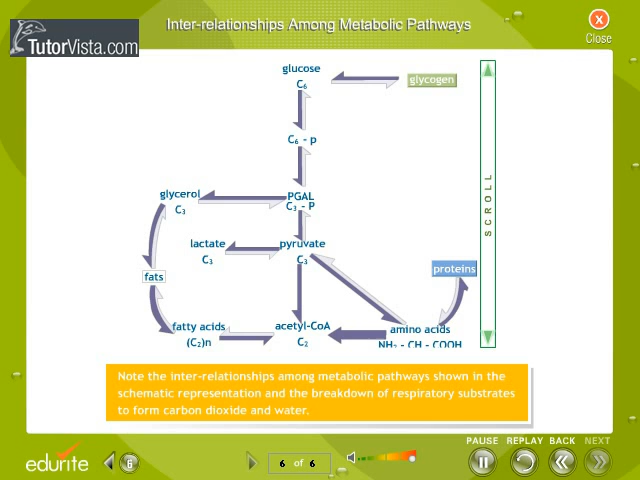 Inter-relationships Among Metabolic Pathways
TutorVista.com
Close
glucose
C6
glycogen
C6 - p
glycerol
C3
PGAL
C3 - P
lactate
C3
pyruvate
C3
proteins
fats
fatty acids
(C2)n
acetyl-CoA
C2
amino acids
NH2 - CH - COOH
SCROLL
Note the inter-relationships among metabolic pathways shown in the
schematic representation and the breakdown of respiratory substrates
to form carbon dioxide and water.
PAUSE REPLAY BACK NEXT
edurite
6
6 of 6